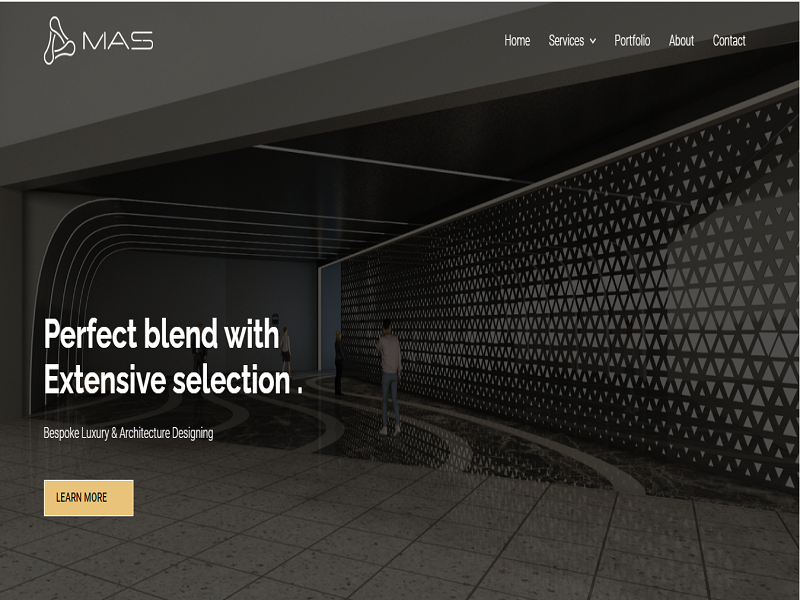 MAS
Home Services Portfolio About Contact
Perfect blend with
Extensive selection .
Bespoke Luxury & Architecture Designing
LEARN MORE